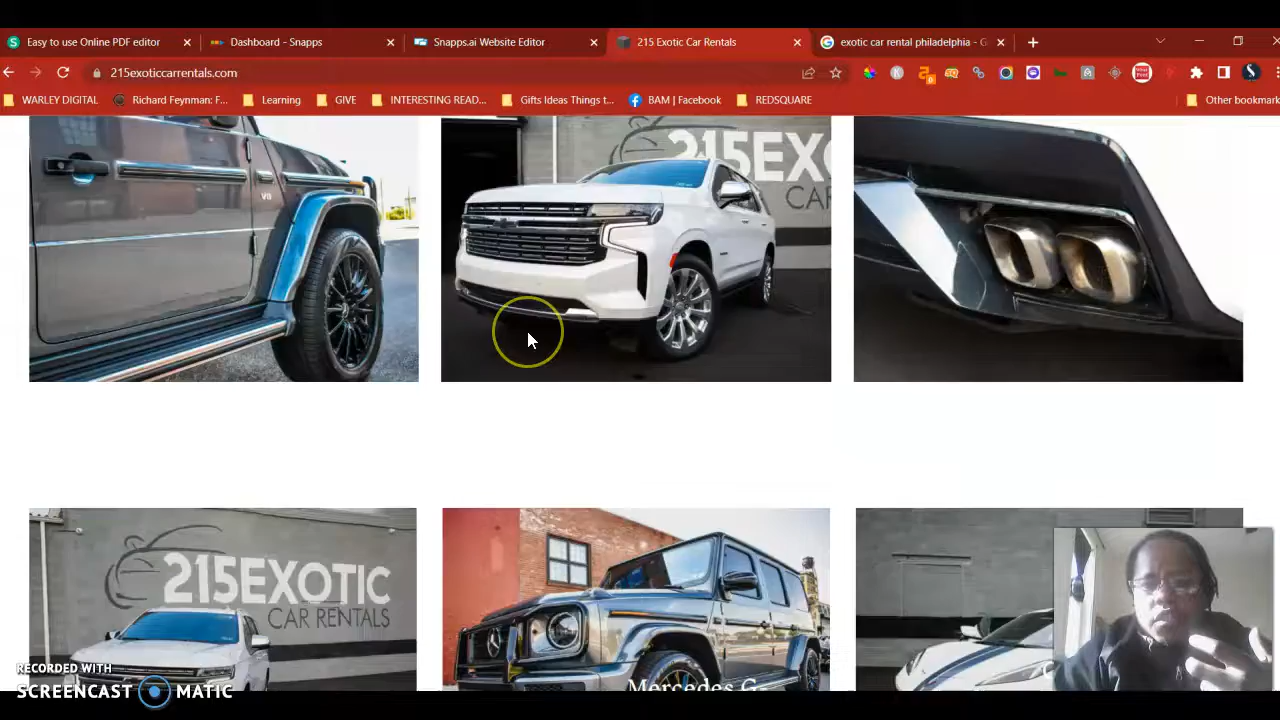 Easy to use Online PDF editor
Dashboard - Snapps
Snapps.ai Website Editor
215 Exotic Car Rentals
exotic car rental philadelphia - G
215exoticcarrentals.com
WARLEY DIGITAL
Richard Feynman: F...
Learning
GIVE
INTERESTING READ...
Gifts Ideas Things t...
BAM | Facebook
REDSQUARE
Other bookmark
V8
215EXO
CAR
215EXOTIC
CAR RENTALS
Mercedes G-
RECORDED WITH
SCREENCAST MATIC